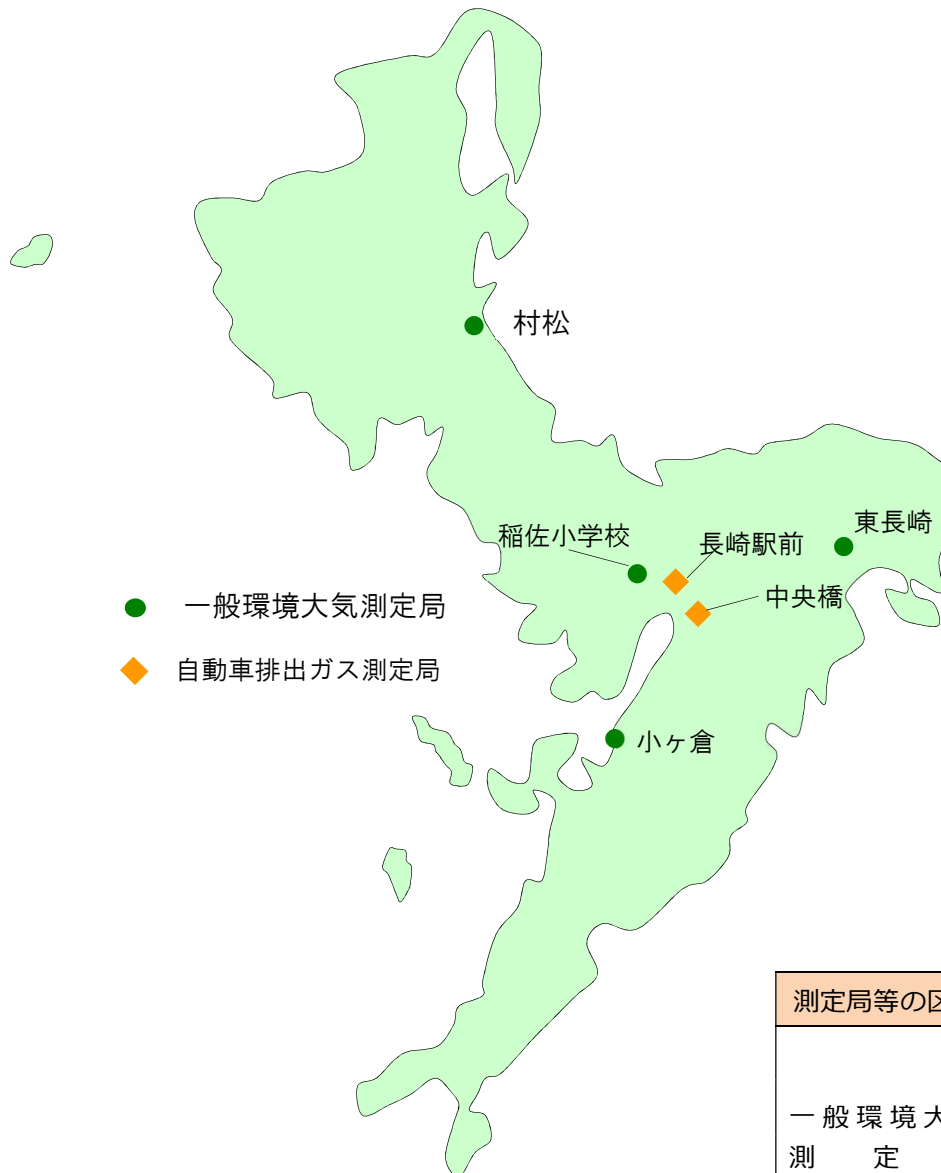 村松
稲佐小学校
長崎駅前
東長崎
中央橋
一般環境大気測定局
自動車排出ガス測定局
小ヶ倉
測定局等の
一般環境大
測定